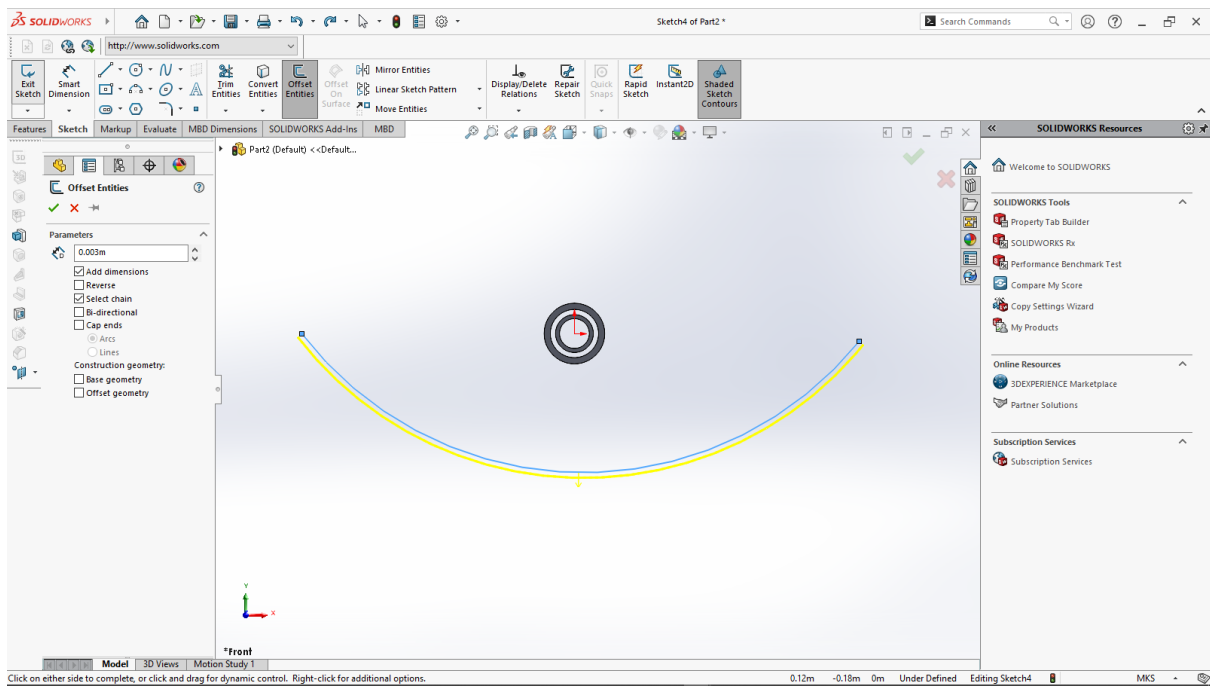 SOLIDWORKS
Sketch4 of Part2 *
Search Commands
http://www.solidworks.com
Exit Sketch
Smart Dimension
Trim Entities
Convert Entities
Offset Entities
Offset On Surface
Mirror Entities
Linear Sketch Pattern
Move Entities
Display/Delete Relations
Repair Sketch
Quick Snaps
Rapid Sketch
Instant2D
Shaded Sketch Contours
Features Sketch Markup Evaluate MBD Dimensions SOLIDWORKS Add-Ins MBD
Part2 (Default) <<Default...
Offset Entities
Parameters
0.003m
Add dimensions
Reverse
Select chain
Bi-directional
Cap ends
Arcs
Lines
Construction geometry:
Base geometry
Offset geometry
Y
X
*Front
SOLIDWORKS Resources
Welcome to SOLIDWORKS
SOLIDWORKS Tools
Property Tab Builder
SOLIDWORKS Rx
Performance Benchmark Test
Compare My Score
Copy Settings Wizard
My Products
Online Resources
3DEXPERIENCE Marketplace
Partner Solutions
Subscription Services
Subscription Services
Model 3D Views Motion Study 1
Click on either side to complete, or click and drag for dynamic control. Right-click for additional options. 0.12m -0.18m 0m Under Defined Editing Sketch4 MKS